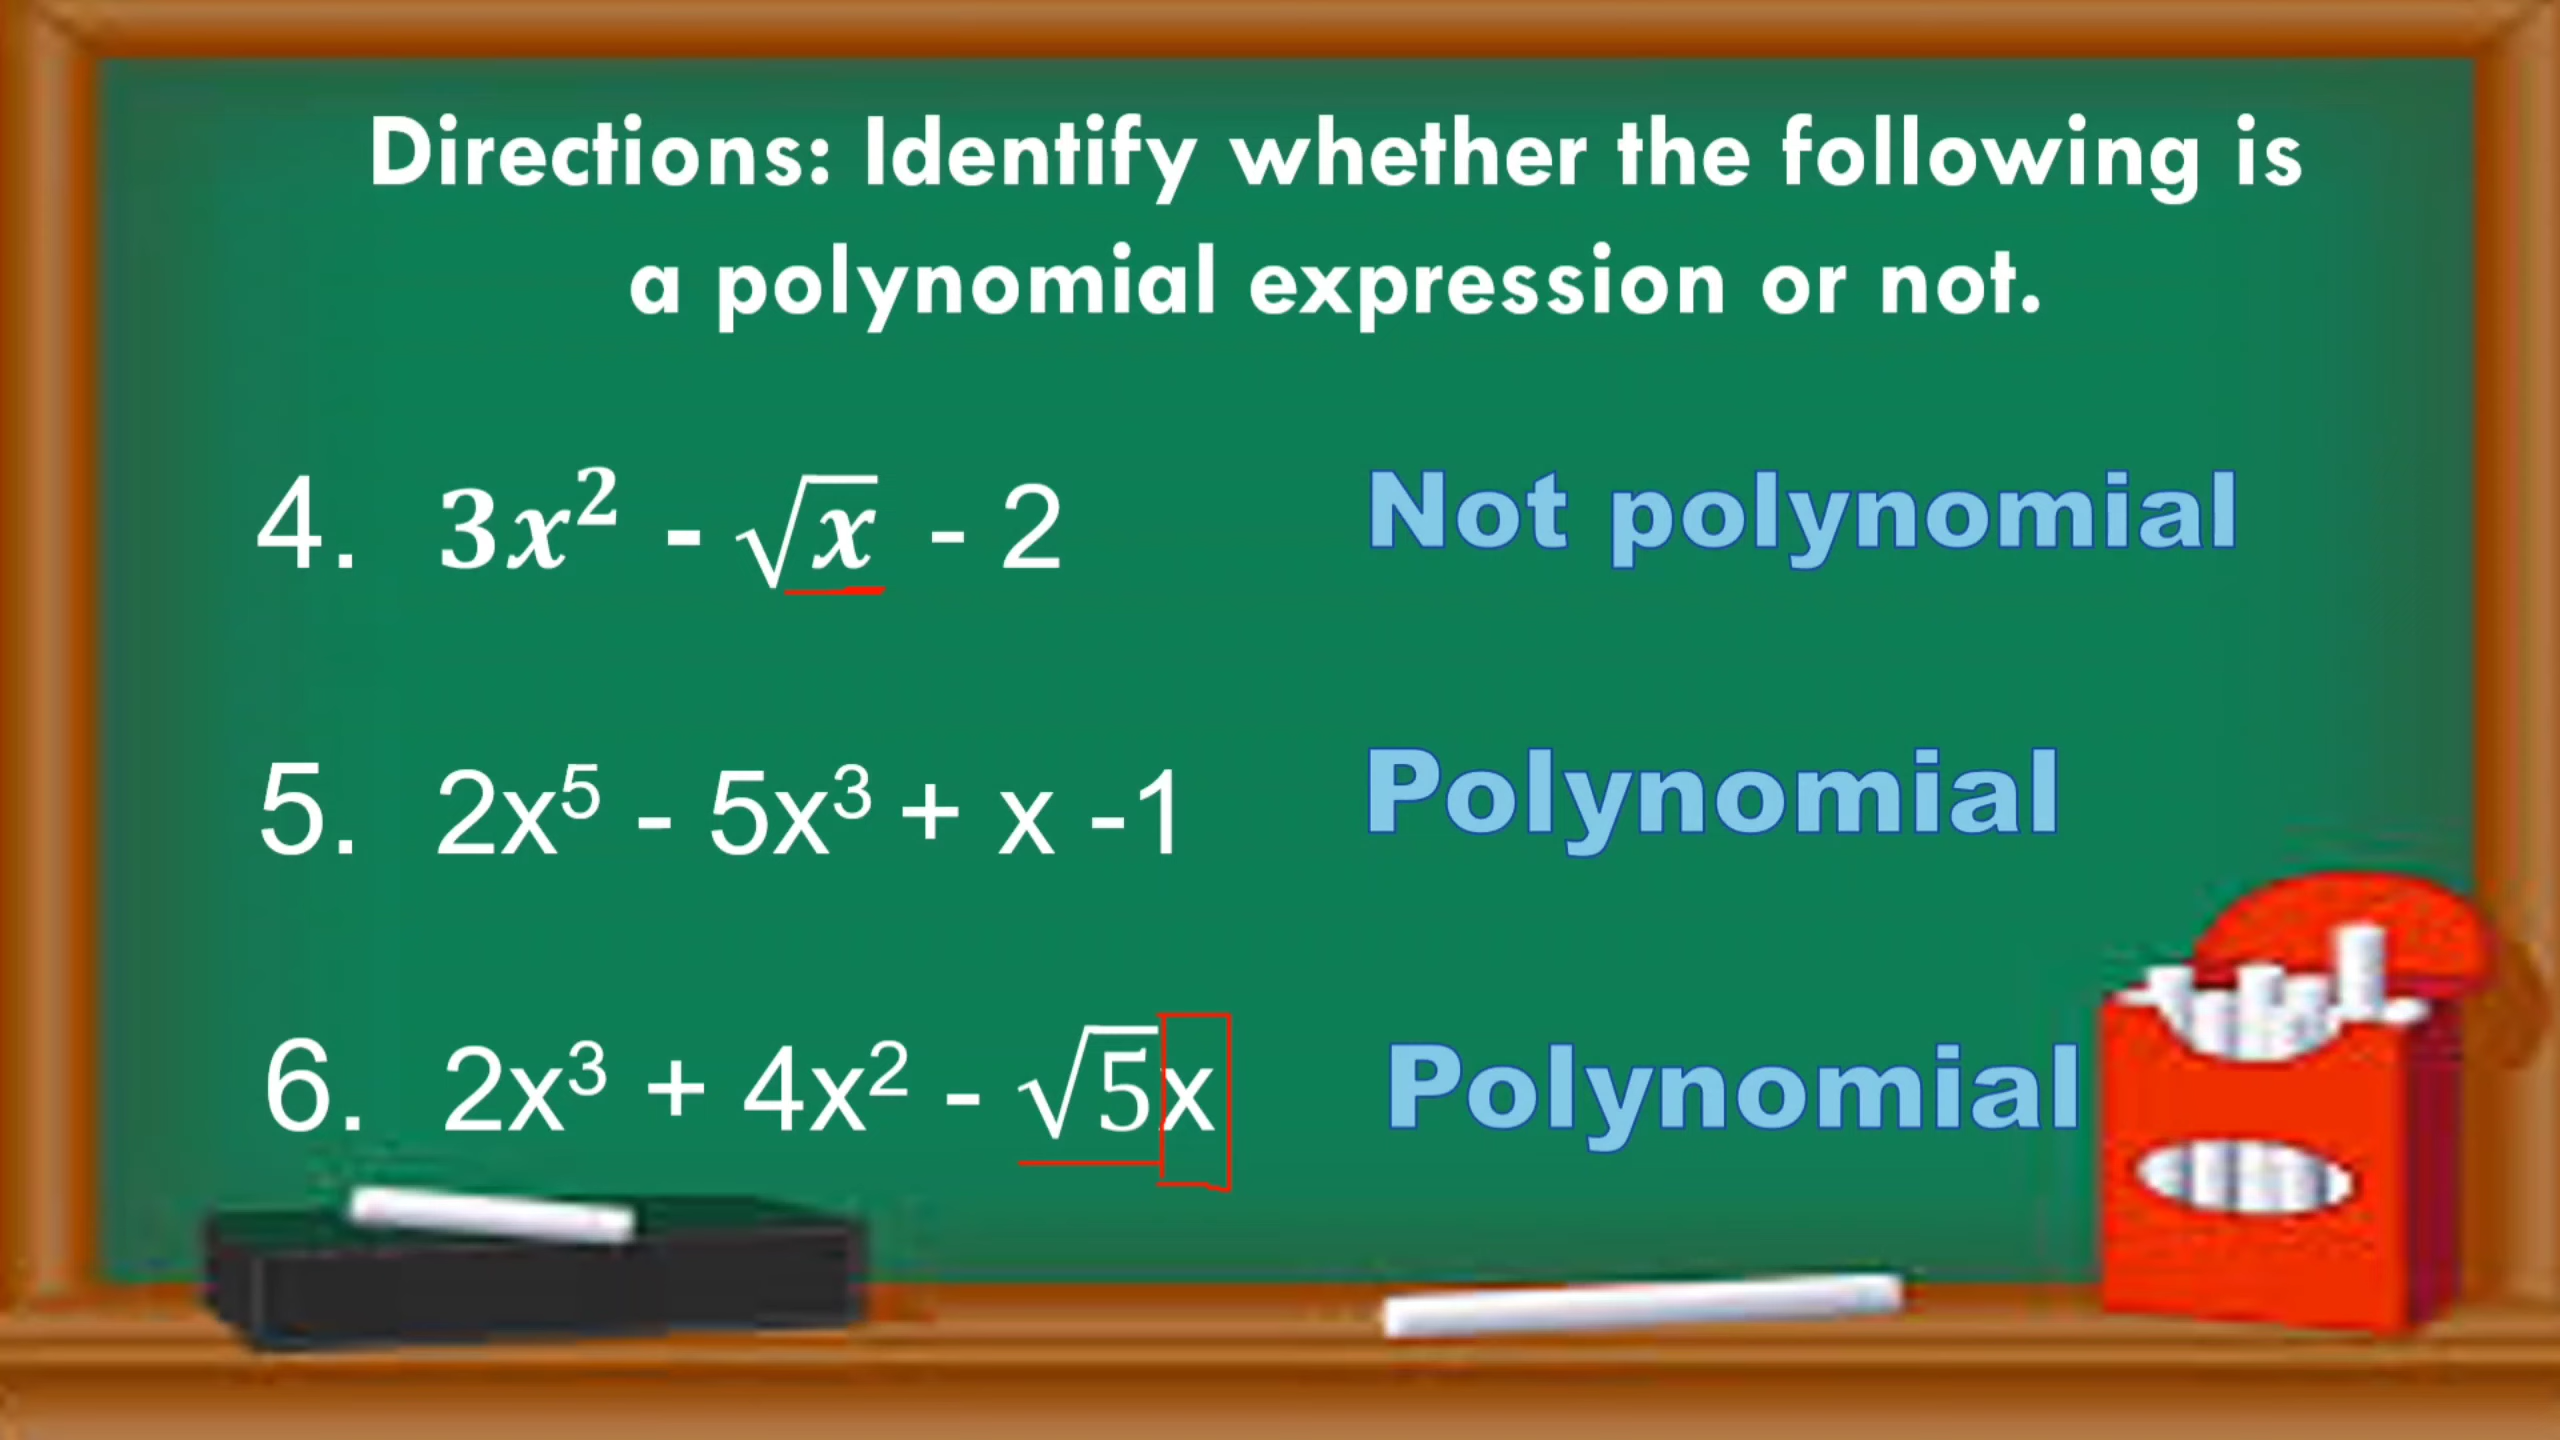 Directions: Identify whether the following is
a polynomial expression or not.
4. 3x² - √x - 2 Not polynomial
5. 2x⁵ - 5x³ + x -1 Polynomial
6. 2x³ + 4x² - √5x Polynomial